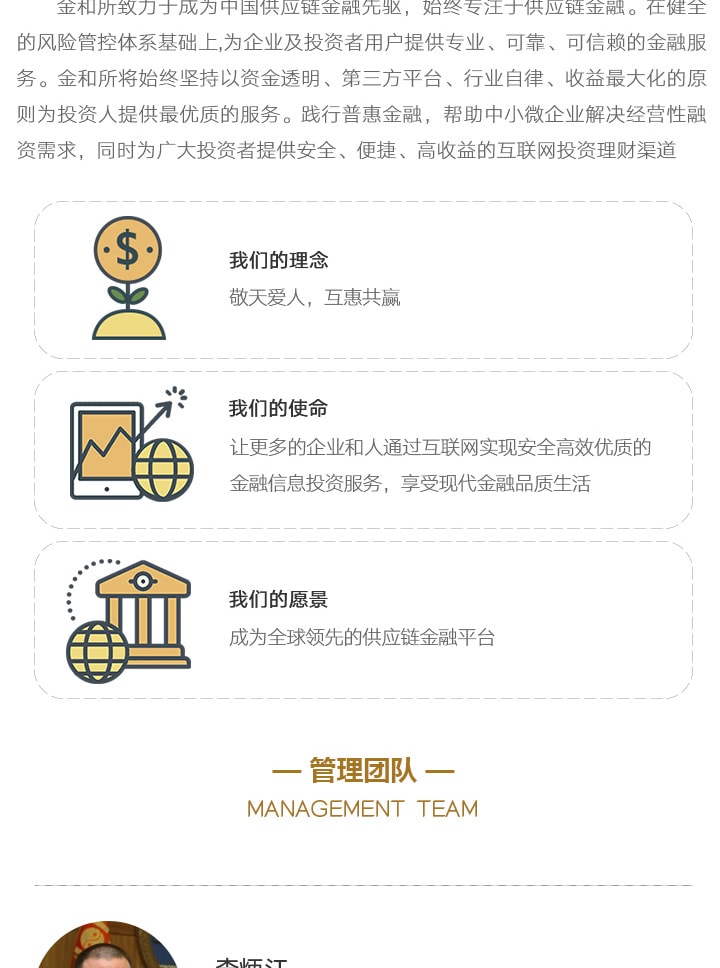 金和所致力于成为中国供应链金融先驱，始终专注于供应链金融。在健全
的风险管控体系基础上,为企业及投资者用户提供专业、可靠、可信赖的金融服
务。金和所将始终坚持以资金透明、第三方平台、行业自律、收益最大化的原
则为投资人提供最优质的服务。践行普惠金融，帮助中小微企业解决经营性融
资需求，同时为广大投资者提供安全、便捷、高收益的互联网投资理财渠道
$
我们的理念
敬天爱人，互惠共赢
我们的使命
让更多的企业和人通过互联网实现安全高效优质的
金融信息投资服务，享受现代金融品质生活
我们的愿景
成为全球领先的供应链金融平台
— 管理团队 —
MANAGEMENT TEAM